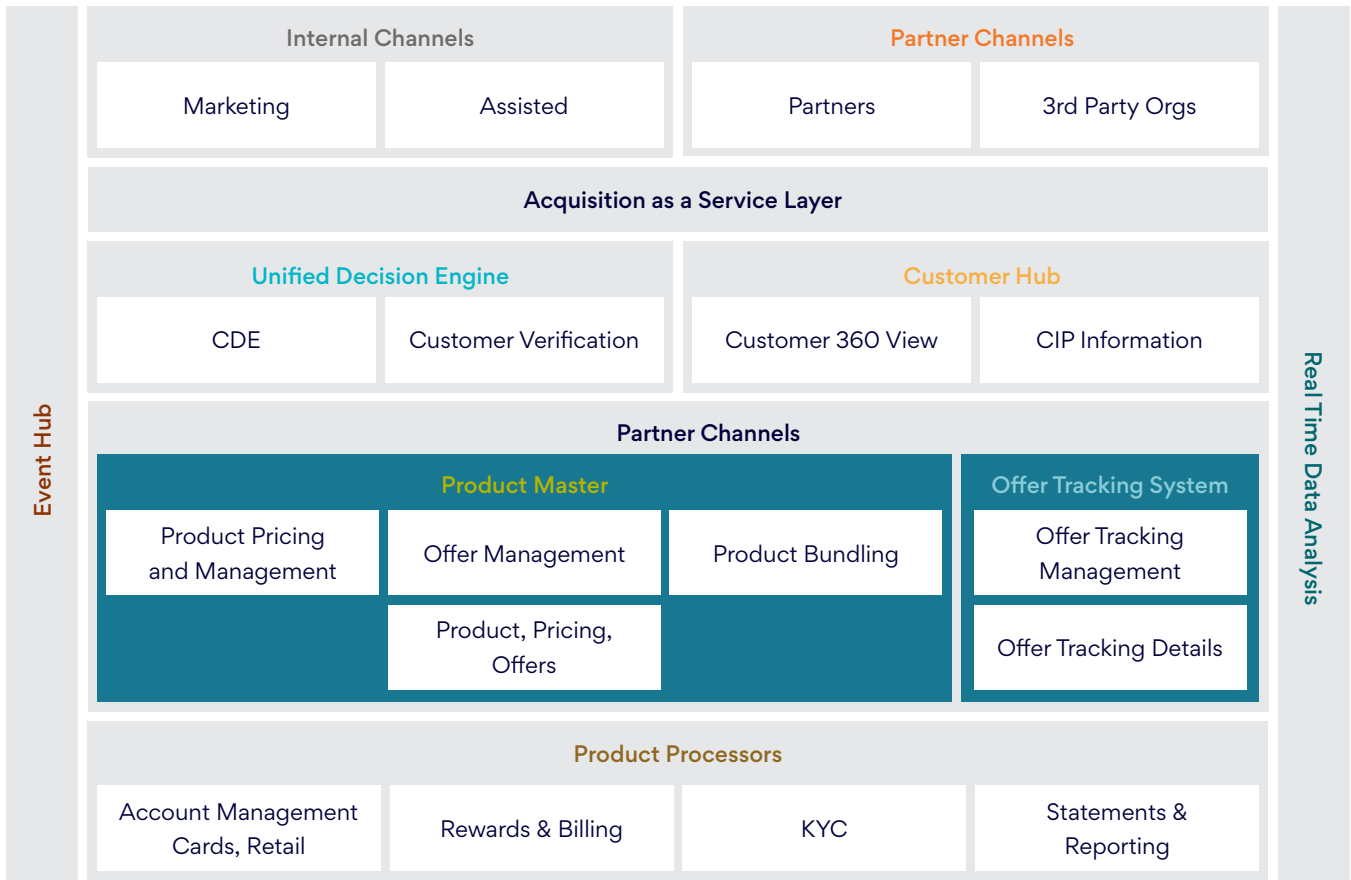 Internal Channels
Marketing
Assisted
Partner Channels
Partners
3rd Party Orgs
Acquisition as a Service Layer
Unified Decision Engine
CDE
Customer Verification
Customer Hub
Customer 360 View
CIP Information
Event Hub
Real Time Data Analysis
Partner Channels
Product Master
Product Pricing
and Management
Offer Management
Product Bundling
Product, Pricing,
Offers
Offer Tracking System
Offer Tracking
Management
Offer Tracking Details
Product Processors
Account Management
Cards, Retail
Rewards & Billing
KYC
Statements &
Reporting